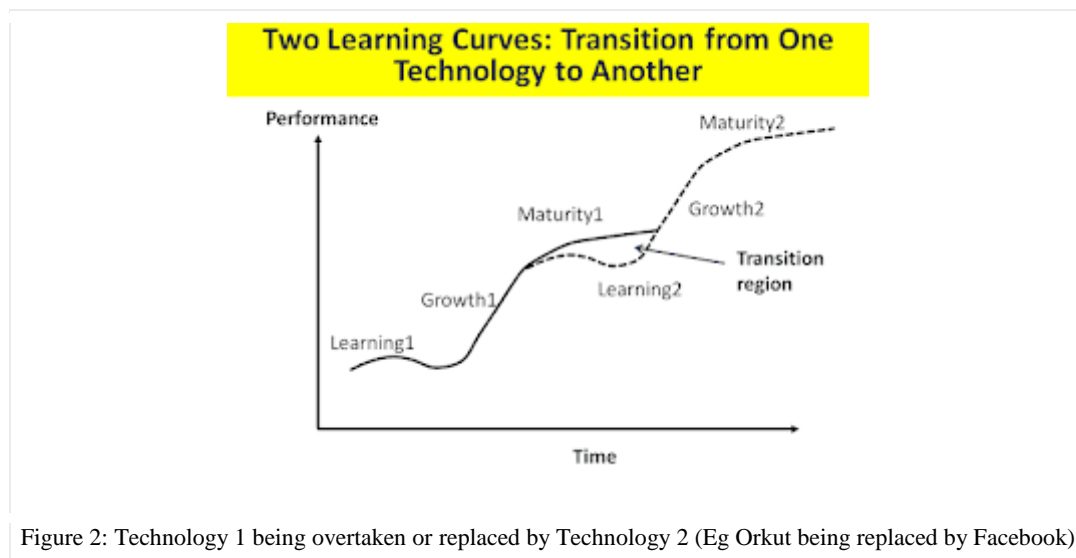 Two Learning Curves: Transition from One
Technology to Another
Performance
Maturity2
Maturity1
Growth2
Transition
region
Learning2
Growth1
Learning1
Time
Figure 2: Technology 1 being overtaken or replaced by Technology 2 (Eg Orkut being replaced by Facebook)